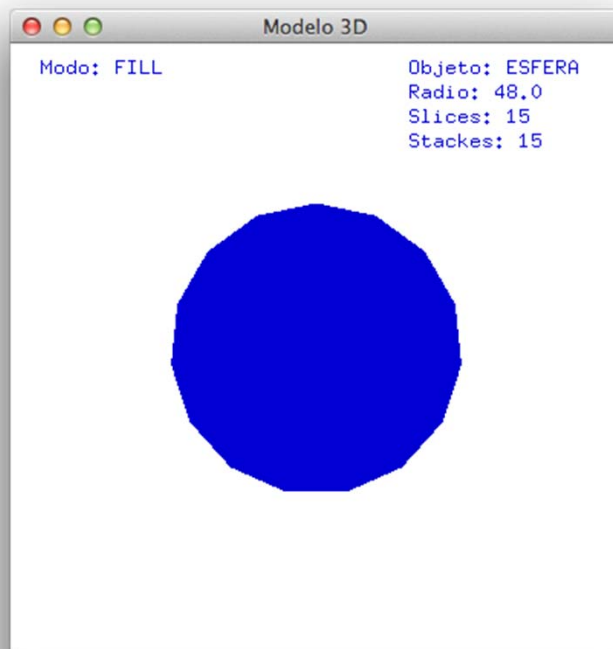 Modelo 3D
Modo: FILL
Objeto: ESFERA
Radio: 48.0
Slices: 15
Stackes: 15